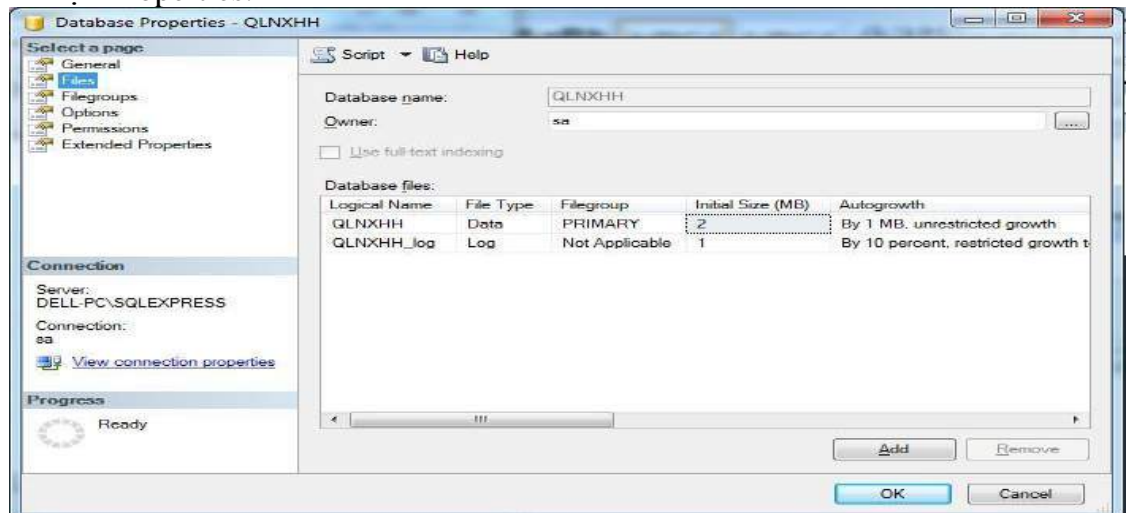 Properties.
Database Properties - QLNXHH
Select a page
General
Files
Filegroups
Options
Permissions
Extended Properties
Script Help
Database name: QLNXHH
Owner: sa ...
Use full-text indexing
Database files:
Logical Name File Type Filegroup Initial Size (MB) Autogrowth
QLNXHH Data PRIMARY 2 By 1 MB, unrestricted growth
QLNXHH_log Log Not Applicable 1 By 10 percent, restricted growth t
Connection
Server:
DELL-PC\SQLEXPRESS
Connection:
sa
View connection properties
Progress
Ready
Add Remove
OK Cancel